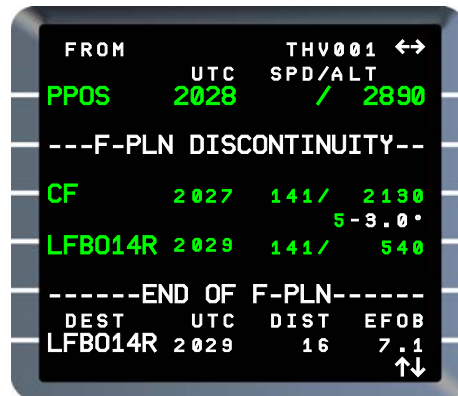 FROM THV001 ←→
UTC SPD/ALT
PPOS 2028 / 2890
---F-PLN DISCONTINUITY--
CF 2027 141/ 2130
5-3.0°
LFBO14R 2029 141/ 540
------END OF F-PLN------
DEST UTC DIST EFOB
LFBO14R 2029 16 7.1
↑↓